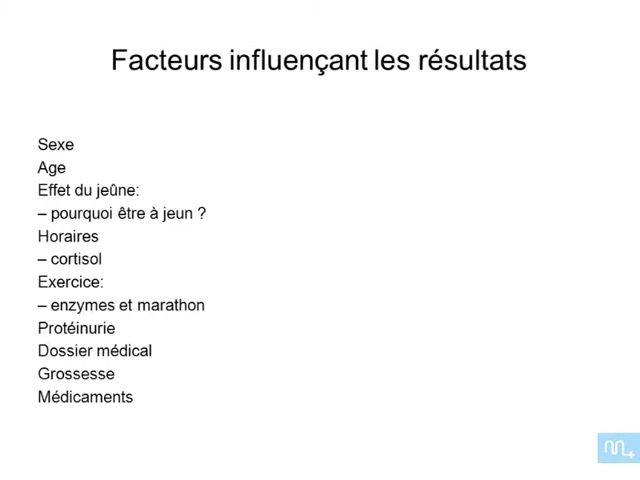 Facteurs influençant les résultats
Sexe
Age
Effet du jeûne:
– pourquoi être à jeun ?
Horaires
– cortisol
Exercice:
– enzymes et marathon
Protéinurie
Dossier médical
Grossesse
Médicaments